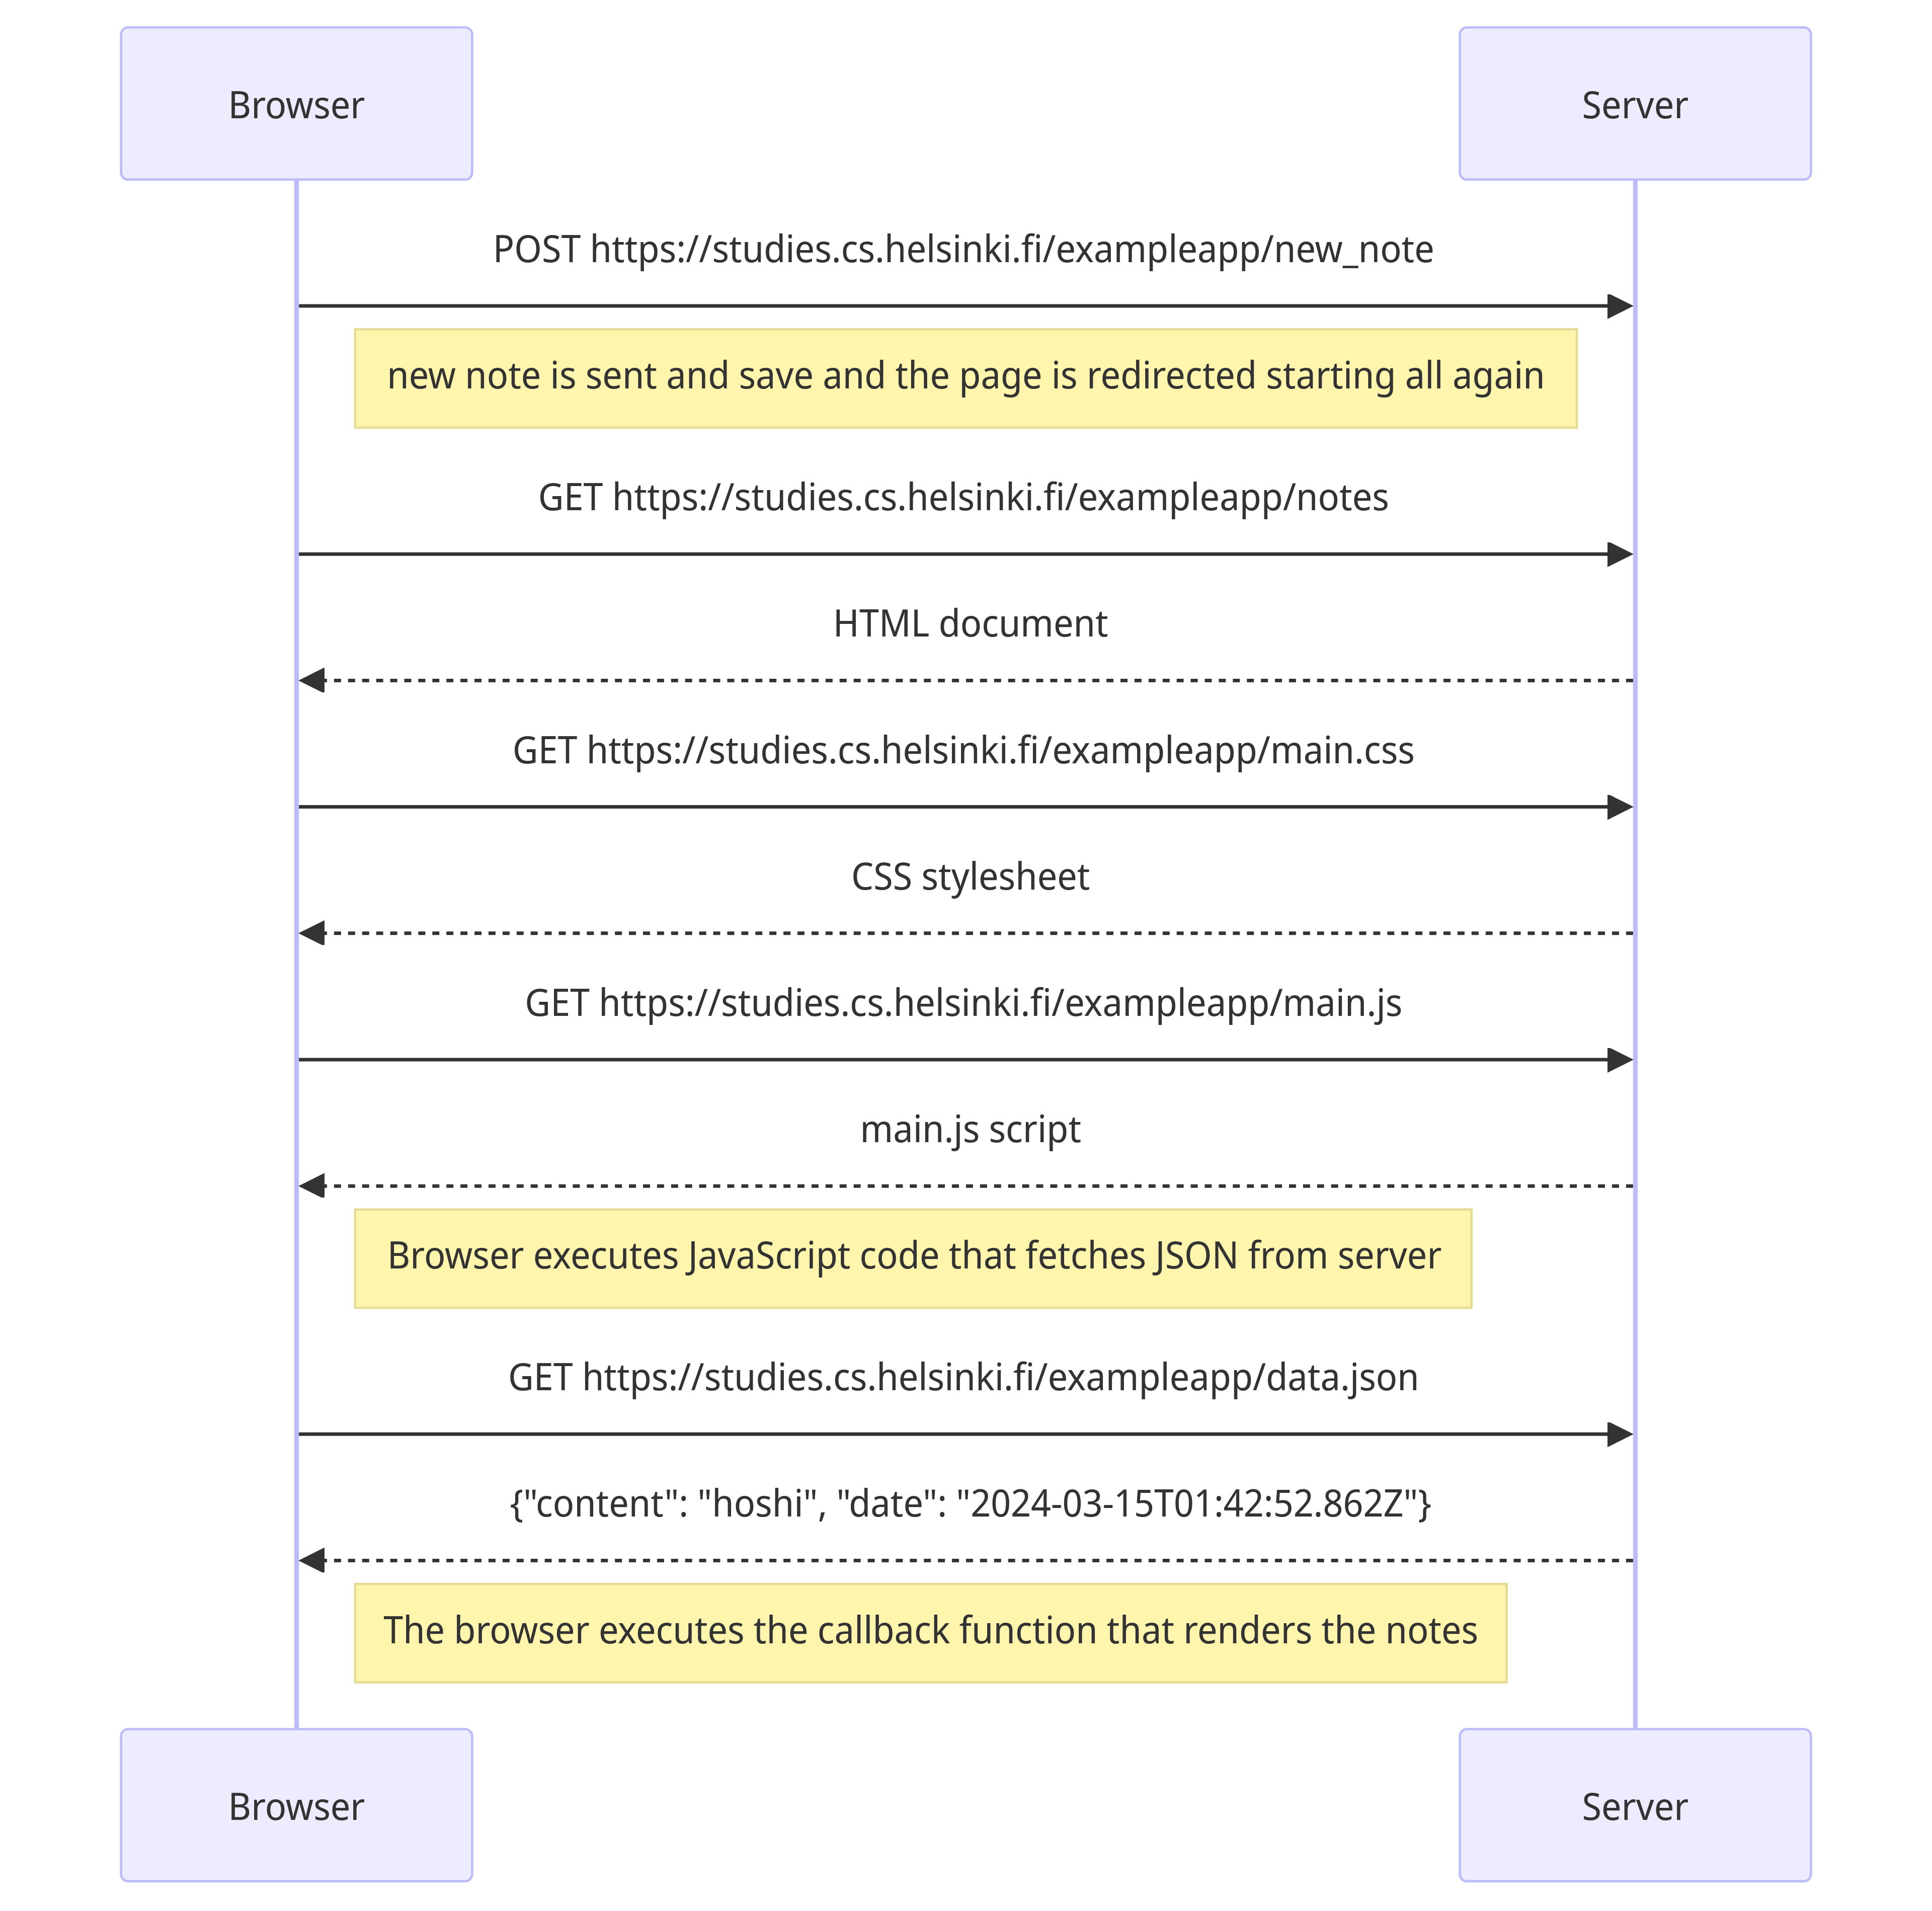 Browser
Server
POST https://studies.cs.helsinki.fi/exampleapp/new_note
new note is sent and save and the page is redirected starting all again
GET https://studies.cs.helsinki.fi/exampleapp/notes
HTML document
GET https://studies.cs.helsinki.fi/exampleapp/main.css
CSS stylesheet
GET https://studies.cs.helsinki.fi/exampleapp/main.js
main.js script
Browser executes JavaScript code that fetches JSON from server
GET https://studies.cs.helsinki.fi/exampleapp/data.json
{"content": "hoshi", "date": "2024-03-15T01:42:52.862Z"}
The browser executes the callback function that renders the notes
Browser
Server